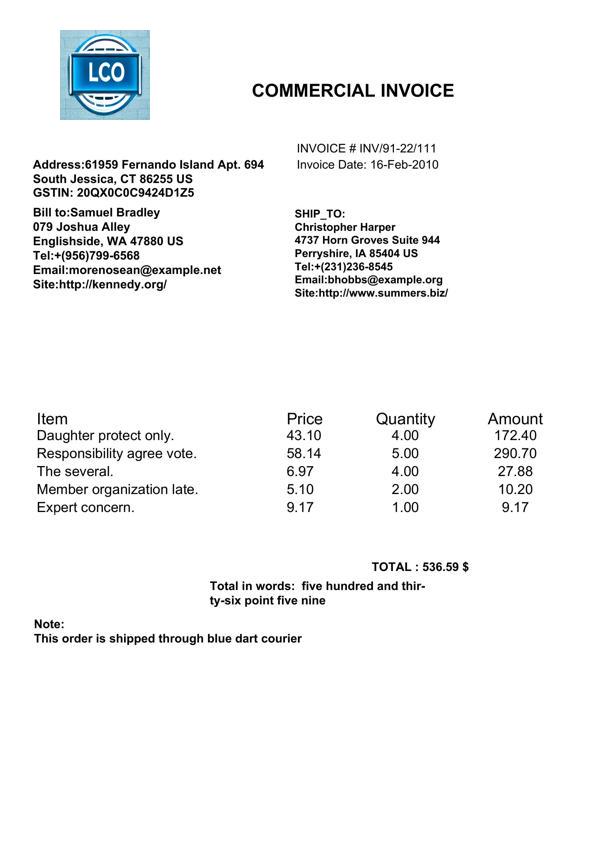 LCO
COMMERCIAL INVOICE
INVOICE # INV/91-22/111
Invoice Date: 16-Feb-2010
Address:61959 Fernando Island Apt. 694
South Jessica, CT 86255 US
GSTIN: 20QX0C0C9424D1Z5
Bill to:Samuel Bradley
079 Joshua Alley
Englishside, WA 47880 US
Tel:+(956)799-6568
Email:morenosean@example.net
Site:http://kennedy.org/
SHIP_TO:
Christopher Harper
4737 Horn Groves Suite 944
Perryshire, IA 85404 US
Tel:+(231)236-8545
Email:bhobbs@example.org
Site:http://www.summers.biz/
Item Price Quantity Amount
Daughter protect only. 43.10 4.00 172.40
Responsibility agree vote. 58.14 5.00 290.70
The several. 6.97 4.00 27.88
Member organization late. 5.10 2.00 10.20
Expert concern. 9.17 1.00 9.17
TOTAL : 536.59 $
Total in words: five hundred and thir-
ty-six point five nine
Note:
This order is shipped through blue dart courier